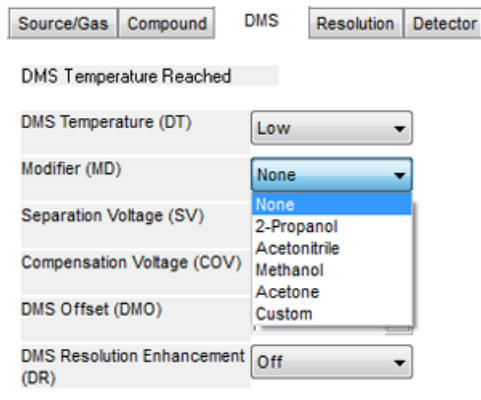 Source/Gas Compound DMS Resolution Detector
DMS Temperature Reached
DMS Temperature (DT) Low
Modifier (MD) None
None
Separation Voltage (SV) 2-Propanol
Acetonitrile
Compensation Voltage (COV) Methanol
Acetone
DMS Offset (DMO) Custom
DMS Resolution Enhancement Off
(DR)